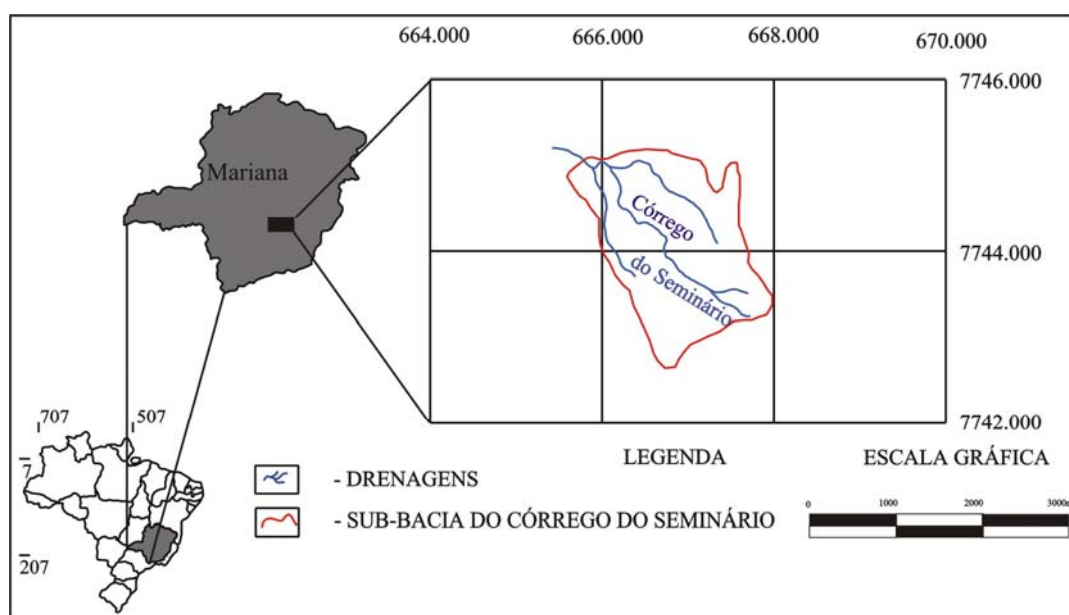 664.000
666.000
668.000
670.000
7746.000
Mariana
Córrego
7744.000
do Seminário
707
507
7
7742.000
LEGENDA
ESCALA GRÁFICA
- DRENAGENS
0 1000 2000 3000m
- SUB-BACIA DO CÓRREGO DO SEMINÁRIO
207